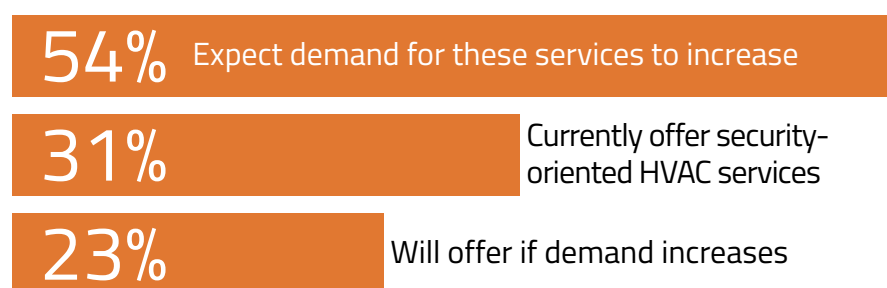 54% Expect demand for these services to increase
31% Currently offer security-
oriented HVAC services
23% Will offer if demand increases